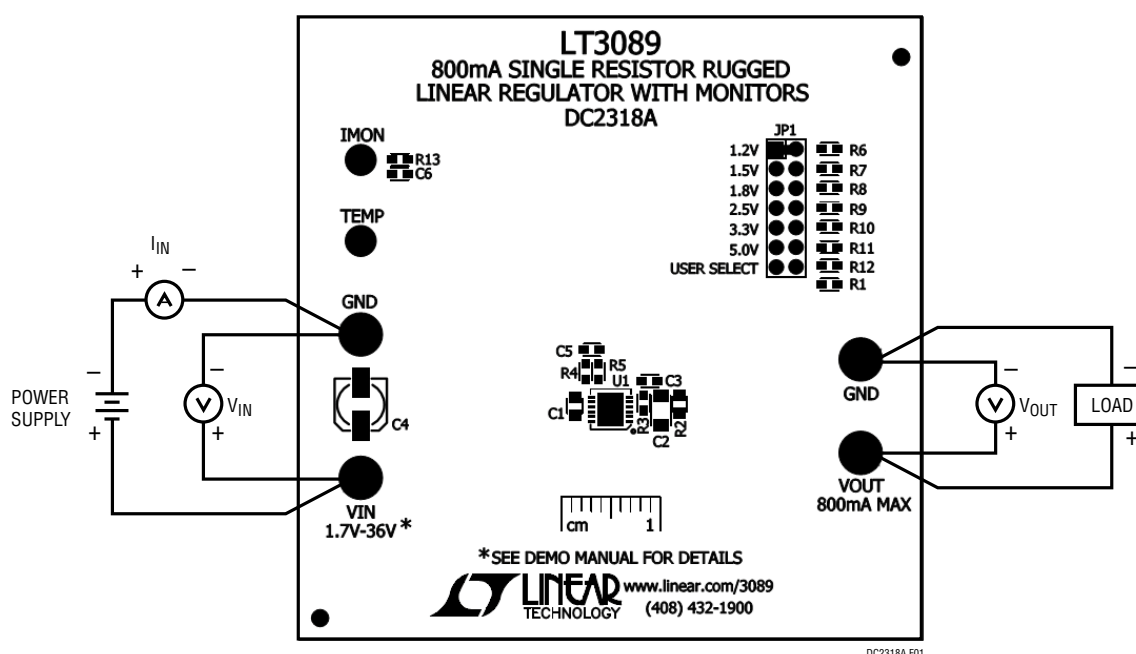 LT3089
800mA SINGLE RESISTOR RUGGED
LINEAR REGULATOR WITH MONITORS
DC2318A
IMON
R13
C6
TEMP
JP1
1.2V
R6
1.5V
R7
1.8V
R8
2.5V
R9
3.3V
R10
5.0V
R11
USER SELECT
R12
R1
IIN
+
–
A
GND
POWER
SUPPLY
–
+
–
V
VIN
+
C4
VIN
1.7V-36V *
C5
R4
R5
U1
C3
C1
R3
C2
R2
GND
VOUT
800mA MAX
–
V
VOUT
+
–
LOAD
+
cm 1
*SEE DEMO MANUAL FOR DETAILS
LINEAR
TECHNOLOGY
www.linear.com/3089
(408) 432-1900
DC2318A F01